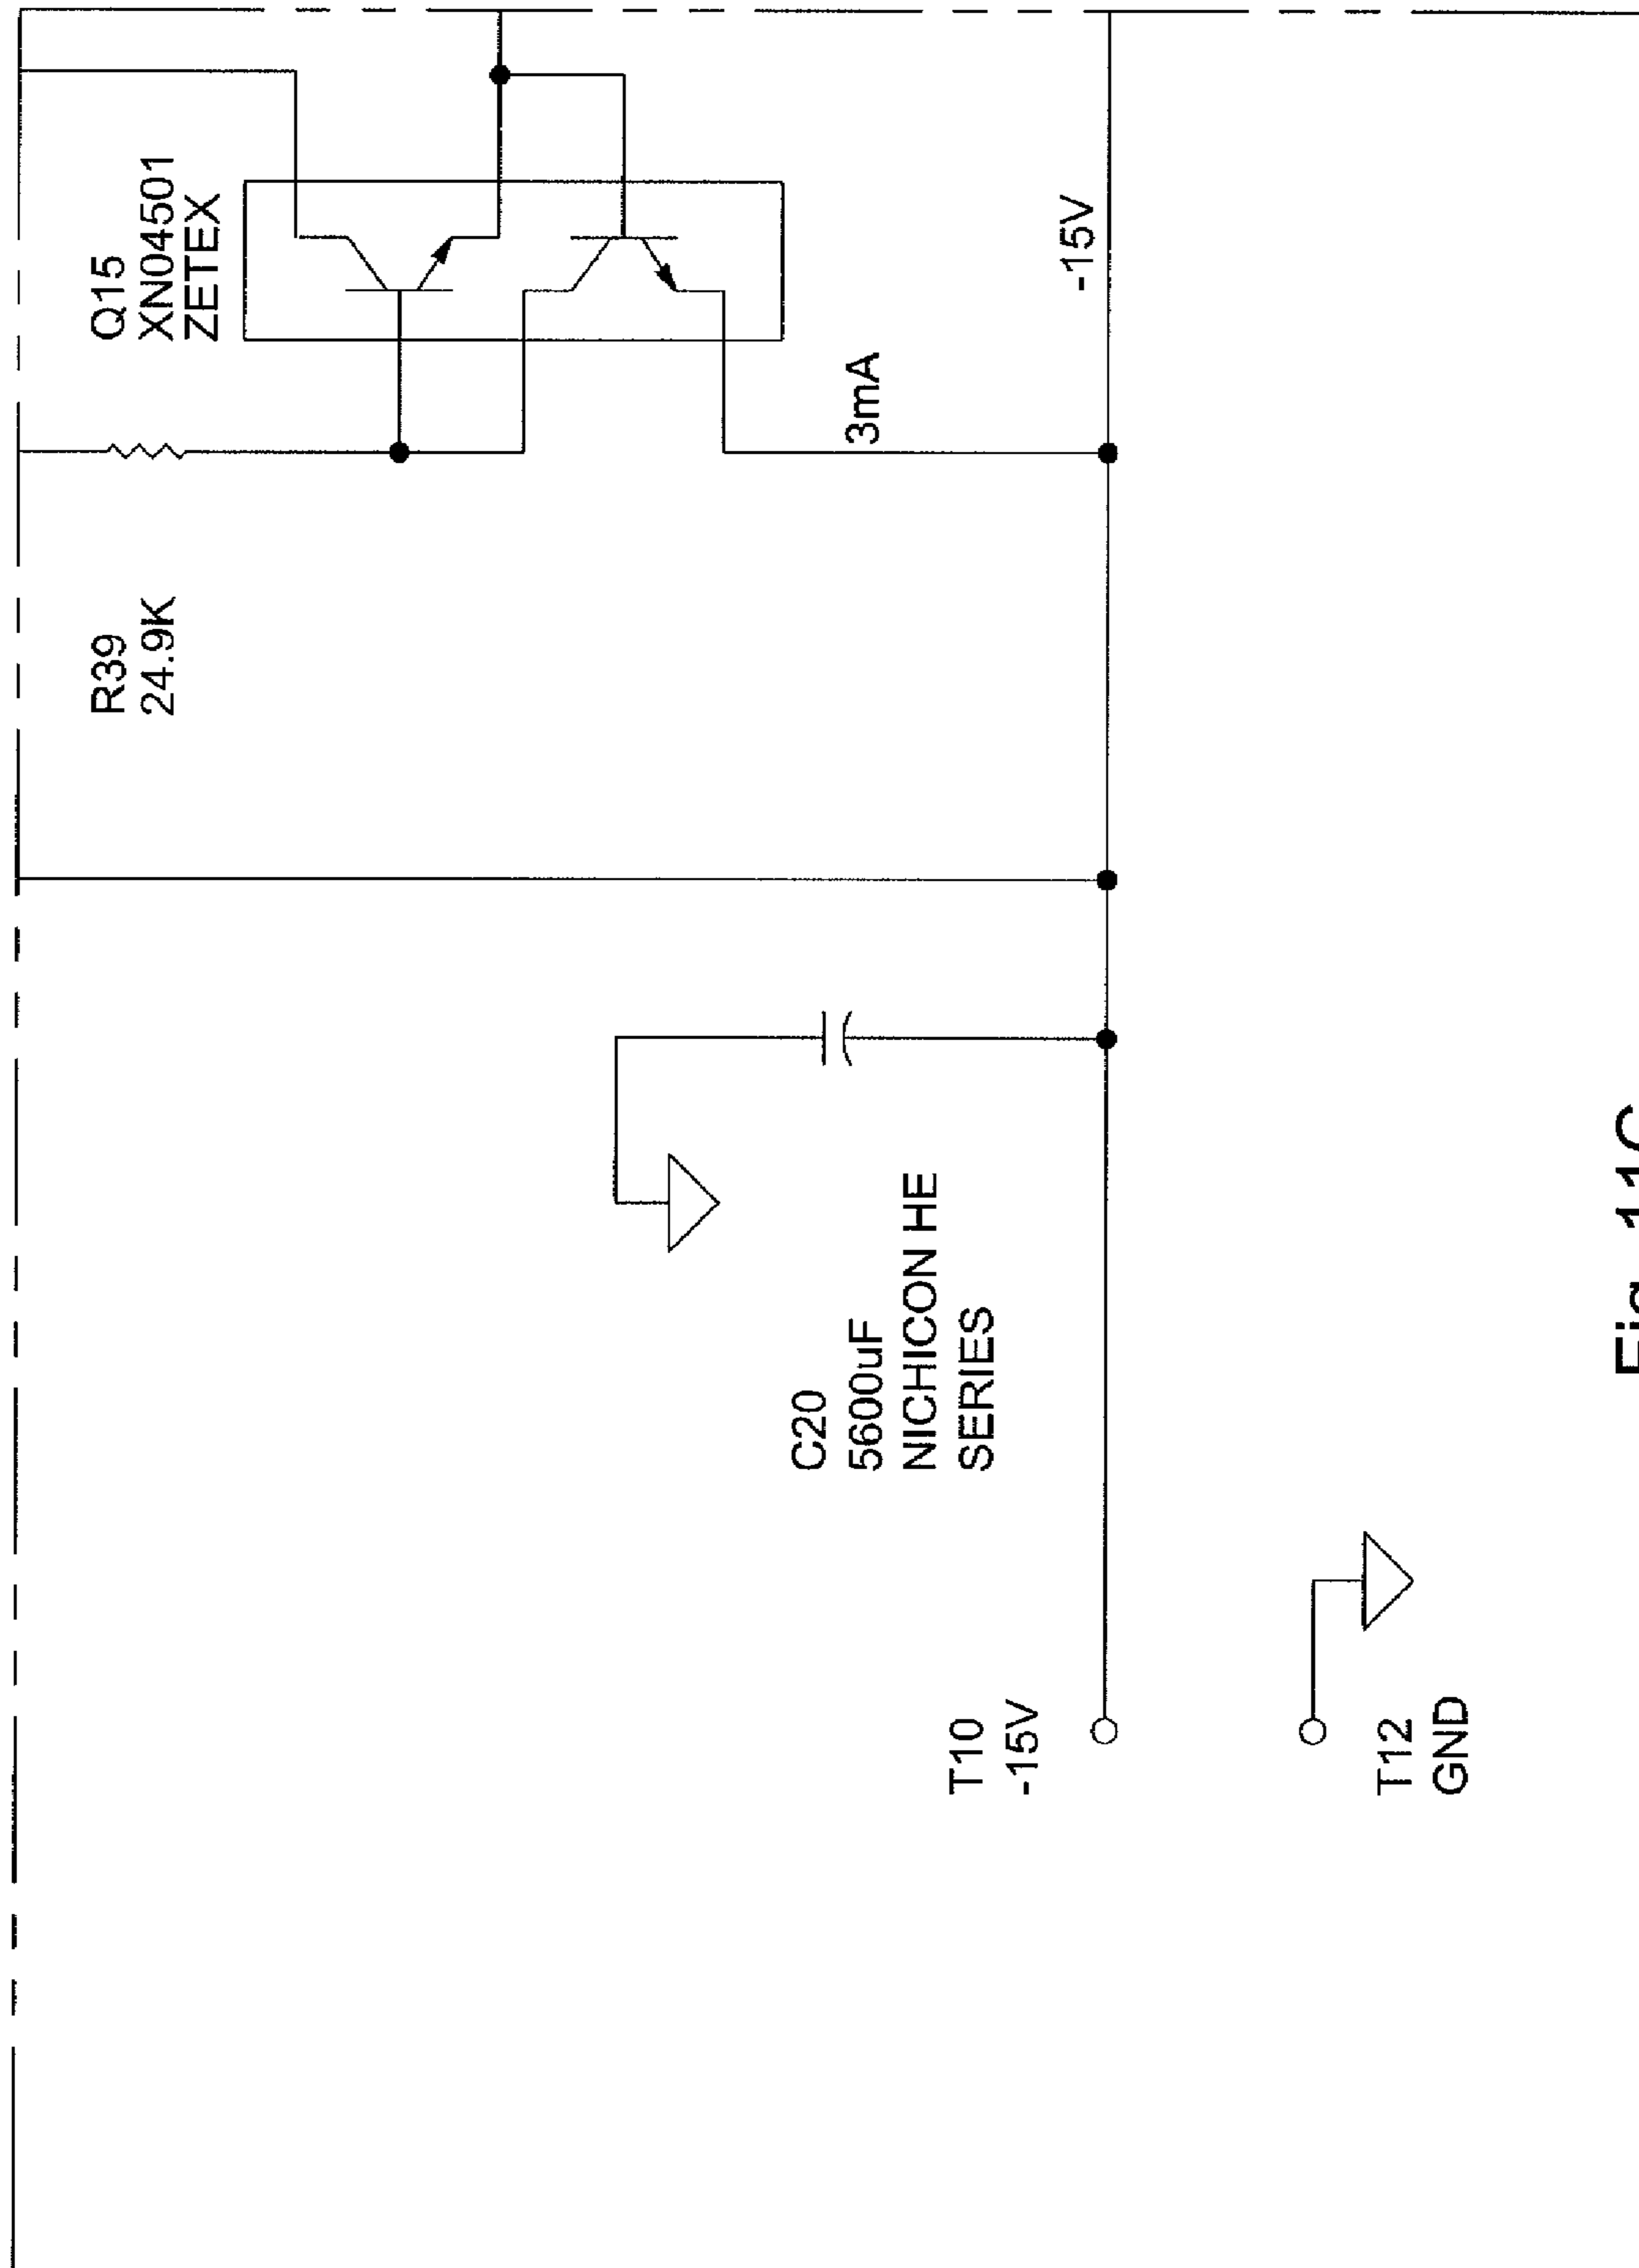 Q15
XN04501
ZETEX
R39
24.9K
3mA
-15V
C20
5600uF
NICHICON HE
SERIES
T10
-15V
T12
GND